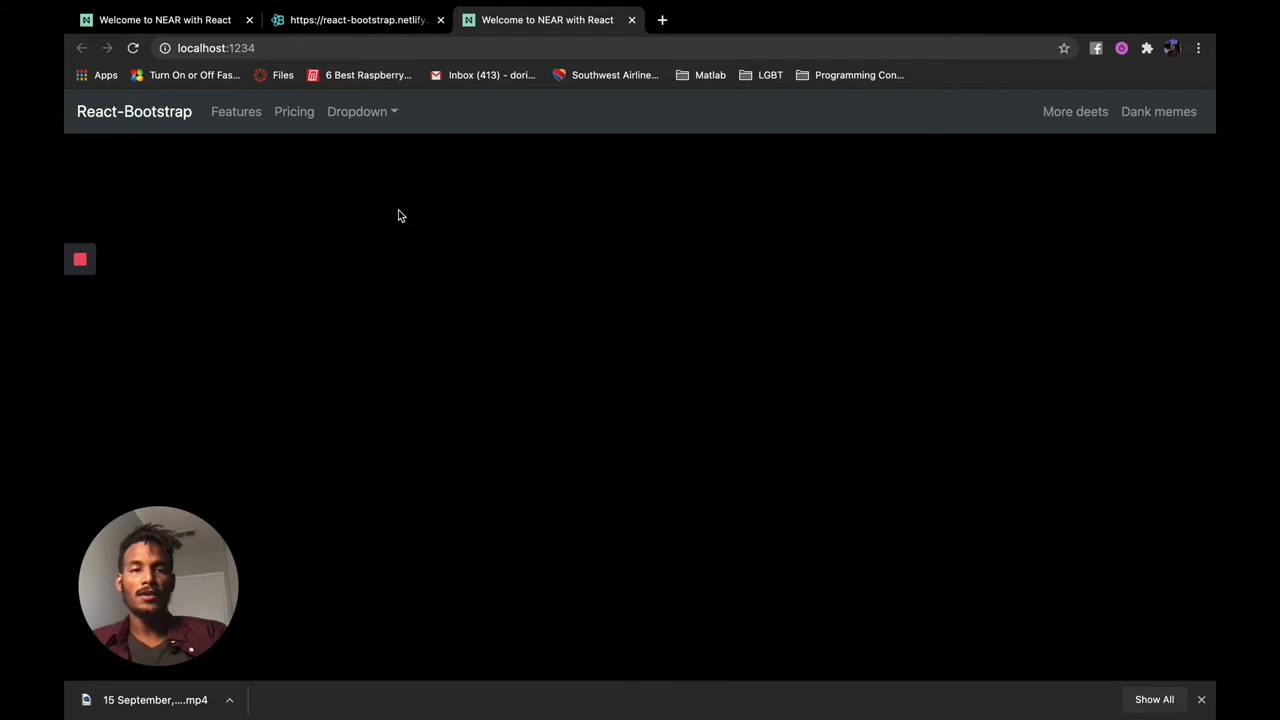 Welcome to NEAR with React
https://react-bootstrap.netlify.
Welcome to NEAR with React
localhost:1234
Apps
Turn On or Off Fas...
Files
6 Best Raspberry...
Inbox (413) - dori...
Southwest Airline...
Matlab
LGBT
Programming Con...
React-Bootstrap
Features
Pricing
Dropdown
More deets
Dank memes
15 September,....mp4
Show All